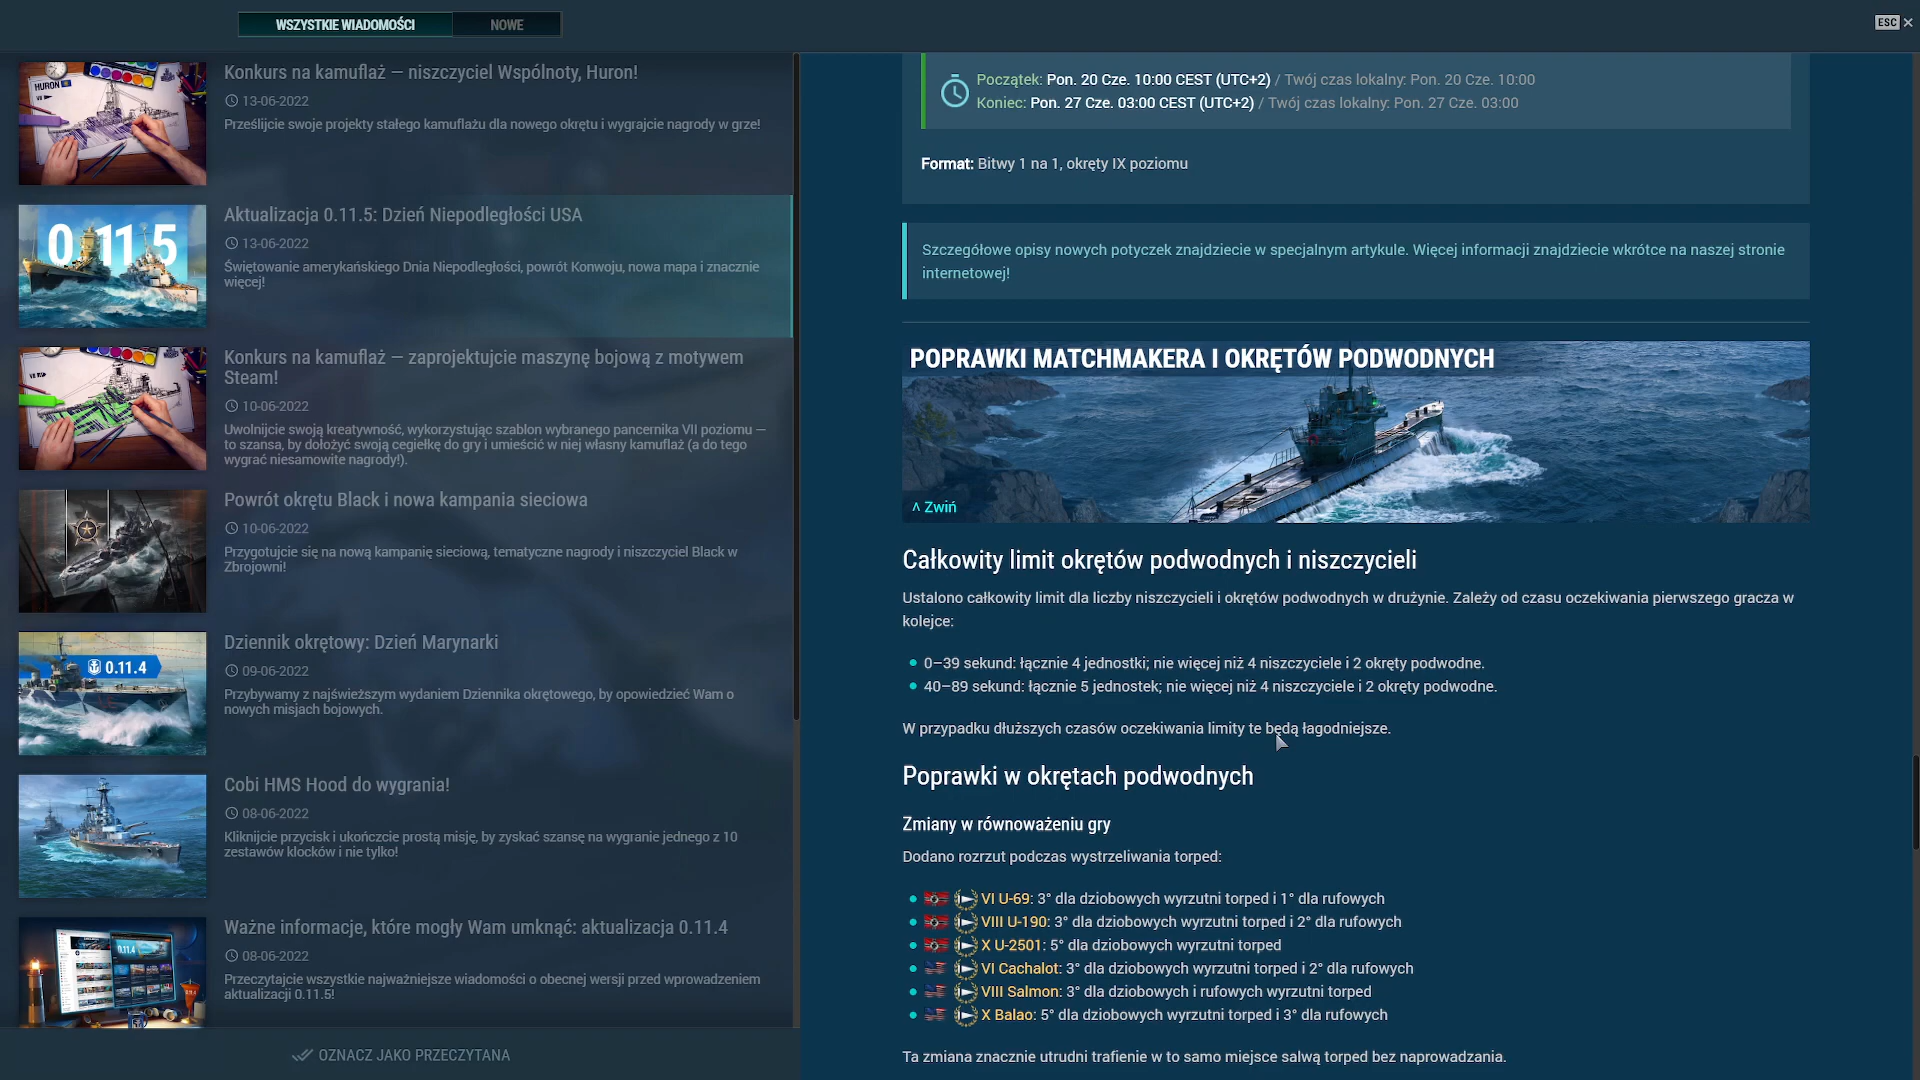 WSZYSTKIE WIADOMOŚCI
NOWE
ESC
Konkurs na kamuflaż — niszczyciel Wspólnoty, Huron!
13-06-2022
Prześlijcie swoje projekty stałego kamuflażu dla nowego okrętu i wygrajcie nagrody w grze!
HURON
VII
Aktualizacja 0.11.5: Dzień Niepodległości USA
13-06-2022
Świętowanie amerykańskiego Dnia Niepodległości, powrót Konwoju, nowa mapa i znacznie
więcej!
0.11.5
Konkurs na kamuflaż — zaprojektujcie maszynę bojową z motywem
Steam!
10-06-2022
Uwolnijcie swoją kreatywność, wykorzystując szablon wybranego pancernika VII poziomu —
to szansa, by dołożyć swoją cegiełkę do gry i umieścić w niej własny kamuflaż (a do tego
wygrać niesamowite nagrody!).
Powrót okrętu Black i nowa kampania sieciowa
10-06-2022
Przygotujcie się na nową kampanię sieciową, tematyczne nagrody i niszczyciel Black w
Zbrojowni!
Dziennik okrętowy: Dzień Marynarki
09-06-2022
Przybywamy z najświeższym wydaniem Dziennika okrętowego, by opowiedzieć Wam o
nowych misjach bojowych.
0.11.4
Cobi HMS Hood do wygrania!
08-06-2022
Kliknijcie przycisk i ukończcie prostą misję, by zyskać szansę na wygranie jednego z 10
zestawów klocków i nie tylko!
Ważne informacje, które mogły Wam umknąć: aktualizacja 0.11.4
08-06-2022
Przeczytajcie wszystkie najważniejsze wiadomości o obecnej wersji przed wprowadzeniem
aktualizacji 0.11.5!
0.11.4
OZNACZ JAKO PRZECZYTANA
Początek: Pon. 20 Cze. 10:00 CEST (UTC+2) / Twój czas lokalny: Pon. 20 Cze. 10:00
Koniec: Pon. 27 Cze. 03:00 CEST (UTC+2) / Twój czas lokalny: Pon. 27 Cze. 03:00
Format: Bitwy 1 na 1, okręty IX poziomu
Szczegółowe opisy nowych potyczek znajdziecie w specjalnym artykule. Więcej informacji znajdziecie wkrótce na naszej stronie
internetowej!
POPRAWKI MATCHMAKERA I OKRĘTÓW PODWODNYCH
^ Zwiń
Całkowity limit okrętów podwodnych i niszczycieli
Ustalono całkowity limit dla liczby niszczycieli i okrętów podwodnych w drużynie. Zależy od czasu oczekiwania pierwszego gracza w
kolejce:
0–39 sekund: łącznie 4 jednostki; nie więcej niż 4 niszczyciele i 2 okręty podwodne.
40–89 sekund: łącznie 5 jednostek; nie więcej niż 4 niszczyciele i 2 okręty podwodne.
W przypadku dłuższych czasów oczekiwania limity te będą łagodniejsze.
Poprawki w okrętach podwodnych
Zmiany w równoważeniu gry
Dodano rozrzut podczas wystrzeliwania torped:
VI U-69: 3° dla dziobowych wyrzutni torped i 1° dla rufowych
VIII U-190: 3° dla dziobowych wyrzutni torped i 2° dla rufowych
X U-2501: 5° dla dziobowych wyrzutni torped
VI Cachalot: 3° dla dziobowych wyrzutni torped i 2° dla rufowych
VIII Salmon: 3° dla dziobowych i rufowych wyrzutni torped
X Balao: 5° dla dziobowych wyrzutni torped i 3° dla rufowych
Ta zmiana znacznie utrudni trafienie w to samo miejsce salwą torped bez naprowadzania.